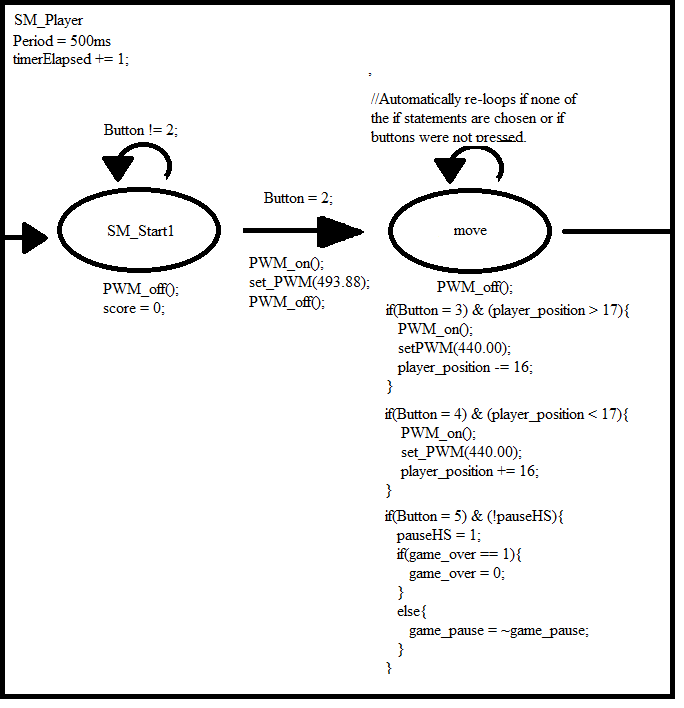 SM_Player
Period = 500ms
timerElapsed += 1;
,
//Automatically re-loops if none of
the if statements are chosen or if
buttons were not pressed.
Button != 2;
SM_Start1
PWM_off();
score = 0;
Button = 2;
PWM_on();
set_PWM(493.88);
PWM_off();
move
PWM_off();
if(Button = 3) & (player_position > 17){
PWM_on();
setPWM(440.00);
player_position -= 16;
}
if(Button = 4) & (player_position < 17){
PWM_on();
set_PWM(440.00);
player_position += 16;
}
if(Button = 5) & (!pauseHS){
pauseHS = 1;
if(game_over == 1){
game_over = 0;
}
else{
game_pause = ~game_pause;
}
}